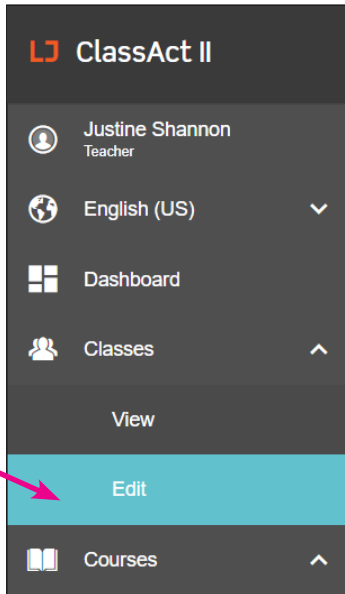 LJ ClassAct II
Justine Shannon
Teacher
English (US)
Dashboard
Classes
View
Edit
Courses